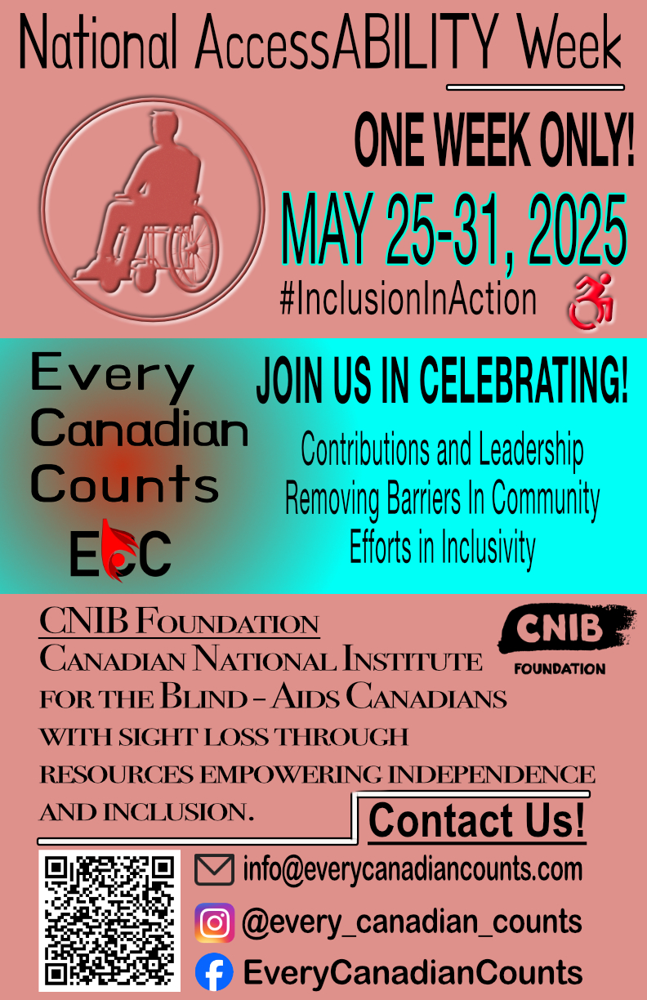 National AccessABILITY Week
ONE WEEK ONLY!
MAY 25-31, 2025
#InclusionInAction
Every
Canadian
Counts
ECC
JOIN US IN CELEBRATING!
Contributions and Leadership
Removing Barriers In Community
Efforts in Inclusivity
CNIB Foundation
Canadian National Institute
for the Blind - Aids Canadians
with sight loss through
resources empowering independence
and inclusion.
CNIB
FOUNDATION
Contact Us!
info@everycanadiancounts.com
@every_canadian_counts
EveryCanadianCounts